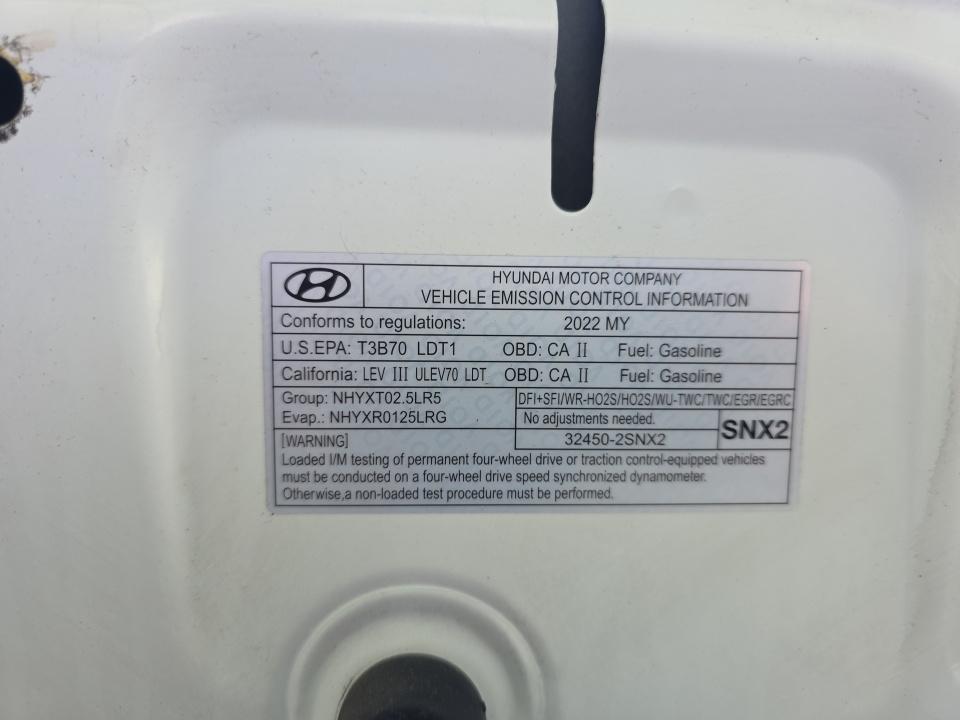 HYUNDAI MOTOR COMPANY
VEHICLE EMISSION CONTROL INFORMATION
Conforms to regulations: 2022 MY
U.S.EPA: T3B70 LDT1 OBD: CA II Fuel: Gasoline
California: LEV III ULEV70 LDT OBD: CA II Fuel: Gasoline
Group: NHYXT02.5LR5 DFI+SFI/WR-HO2S/HO2S/WU-TWC/TWC/EGR/EGRC
Evap.: NHYXR0125LRG No adjustments needed. SNX2
[WARNING] 32450-2SNX2
Loaded I/M testing of permanent four-wheel drive or traction control-equipped vehicles
must be conducted on a four-wheel drive speed synchronized dynamometer.
Otherwise,a non-loaded test procedure must be performed.